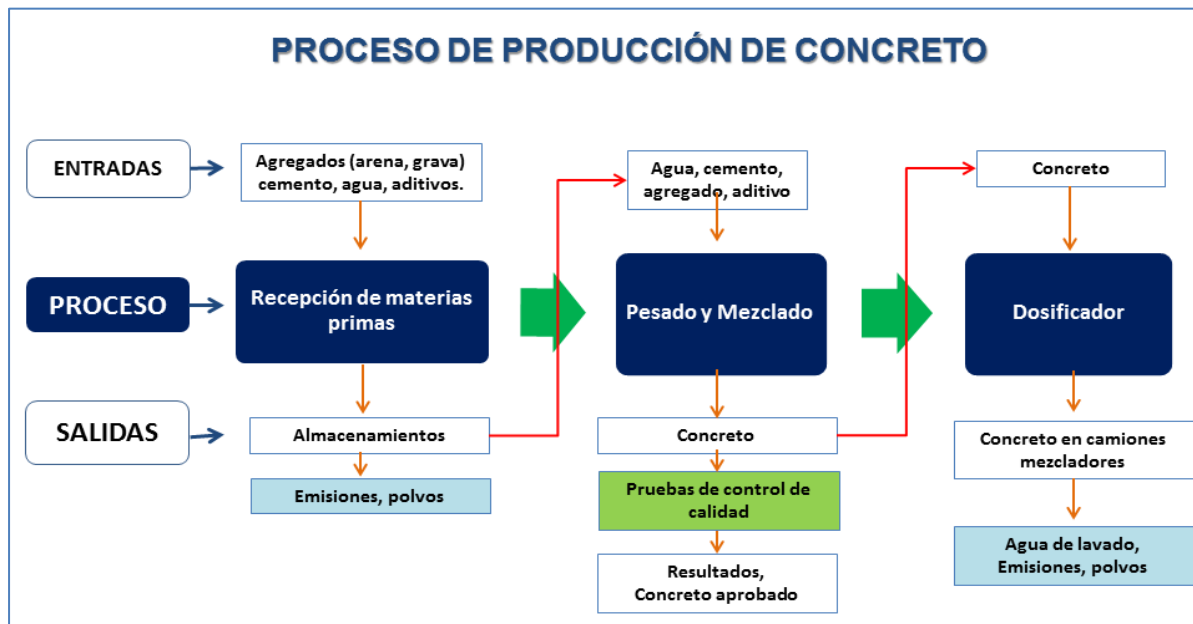 PROCESO DE PRODUCCIÓN DE CONCRETO
ENTRADAS
Agregados (arena, grava)
cemento, agua, aditivos.
Agua, cemento,
agregado, aditivo
Concreto
PROCESO
Recepción de materias
primas
Pesado y Mezclado
Dosificador
SALIDAS
Almacenamientos
Concreto
Concreto en camiones
mezcladores
Emisiones, polvos
Pruebas de control de
calidad
Agua de lavado,
Emisiones, polvos
Resultados,
Concreto aprobado